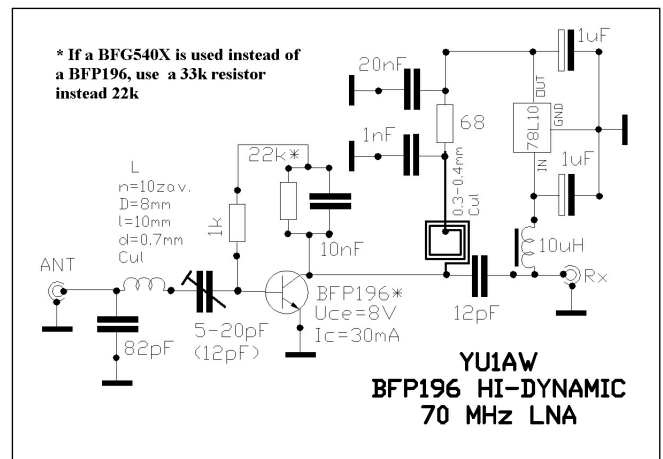 * If a BFG540X is used instead of
a BFP196, use a 33k resistor
instead 22k
1uF
20nF
OUT
68
78L10
GND
1nF
IN
1uF
0.3-0.4mm
Cul
22k*
L
n=10zav.
D=8mm
l=10mm
d=0.7mm
Cul
1k
10nF
10uH
ANT
Rx
BFP196*
Uce=8V
Ic=30mA
5-20pF
(12pF)
12pF
82pF
YU1AW
BFP196 HI-DYNAMIC
70 MHz LNA